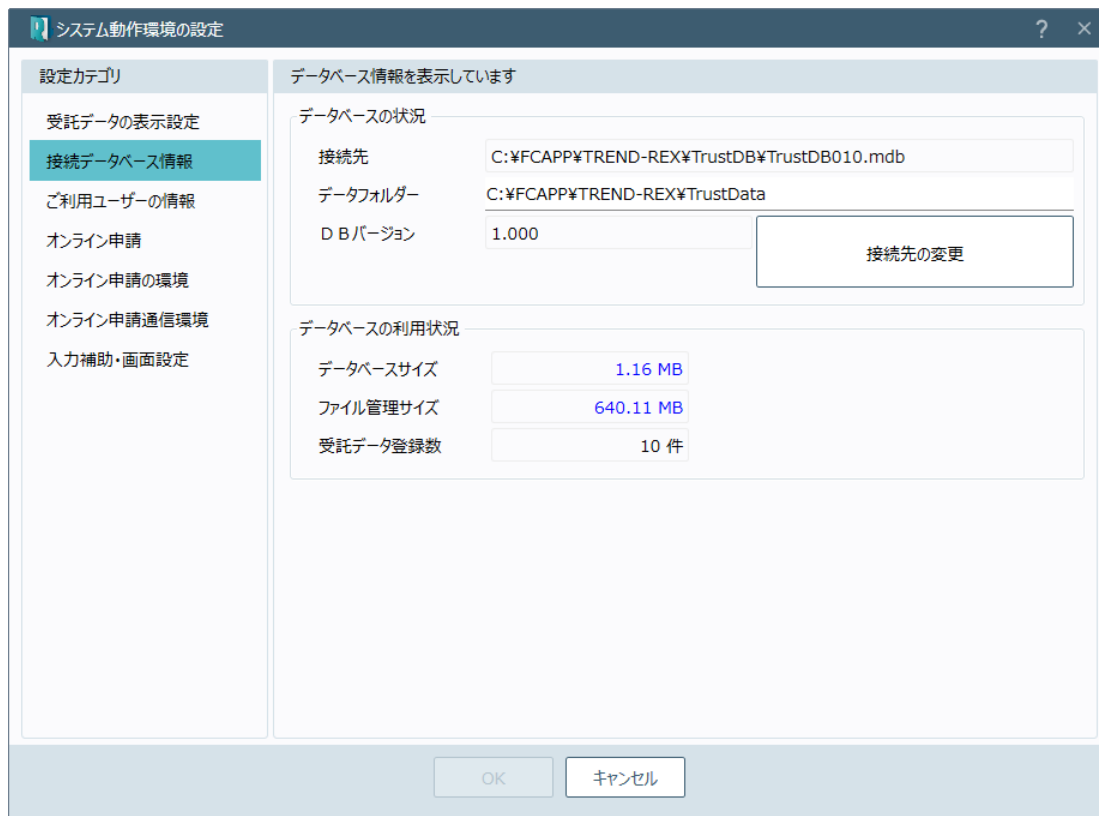 システム動作環境の設定
? ×
設定カテゴリ
受託データの表示設定
接続データベース情報
ご利用ユーザーの情報
オンライン申請
オンライン申請の環境
オンライン申請通信環境
入力補助・画面設定
データベース情報を表示しています
データベースの状況
接続先 C:¥FCAPP¥TREND-REX¥TrustDB¥TrustDB010.mdb
データフォルダー C:¥FCAPP¥TREND-REX¥TrustData
ＤＢバージョン 1.000
接続先の変更
データベースの利用状況
データベースサイズ 1.16 MB
ファイル管理サイズ 640.11 MB
受託データ登録数 10 件
OK キャンセル